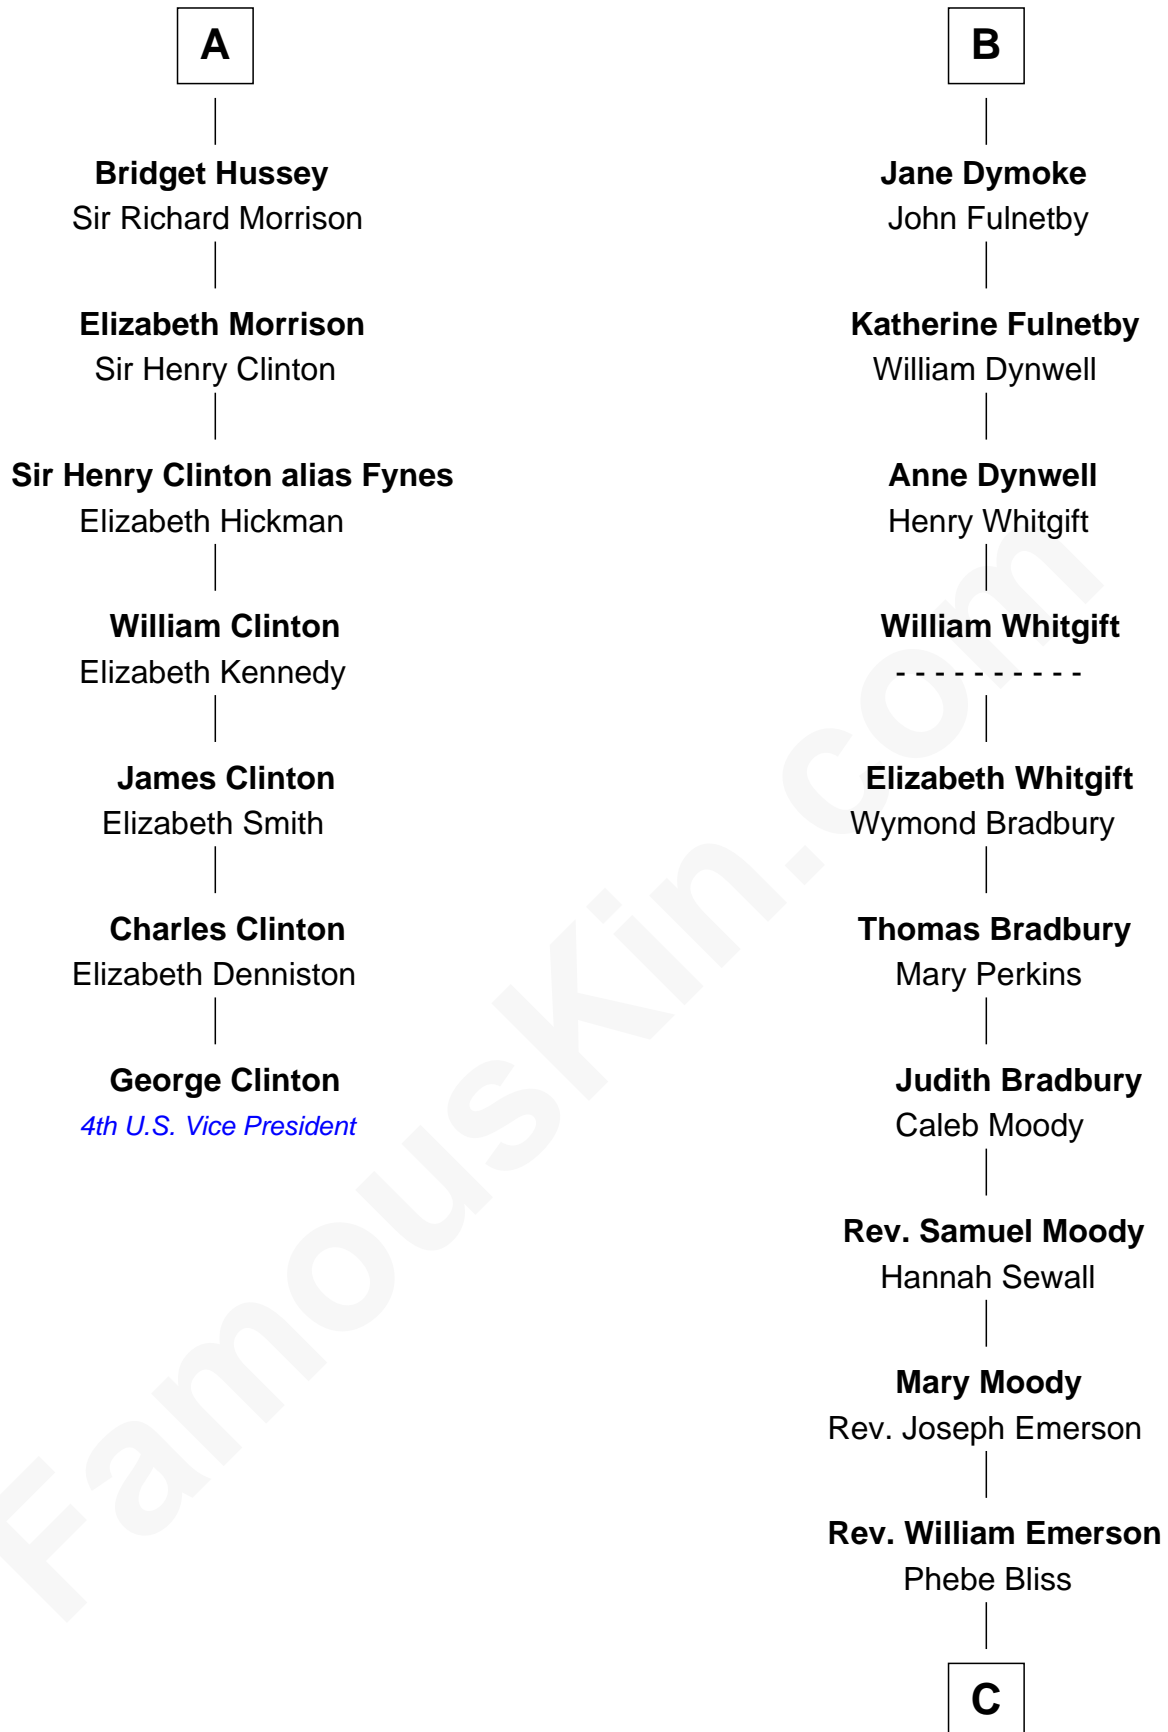 A
Bridget Hussey
Sir Richard Morrison
Elizabeth Morrison
Sir Henry Clinton
Sir Henry Clinton alias Fynes
Elizabeth Hickman
William Clinton
Elizabeth Kennedy
James Clinton
Elizabeth Smith
Charles Clinton
Elizabeth Denniston
George Clinton
4th U.S. Vice President
B
Jane Dymoke
John Fulnetby
Katherine Fulnetby
William Dynwell
Anne Dynwell
Henry Whitgift
William Whitgift
- - - - - - - - - -
Elizabeth Whitgift
Wymond Bradbury
Thomas Bradbury
Mary Perkins
Judith Bradbury
Caleb Moody
Rev. Samuel Moody
Hannah Sewall
Mary Moody
Rev. Joseph Emerson
Rev. William Emerson
Phebe Bliss
C
FamousKin.com